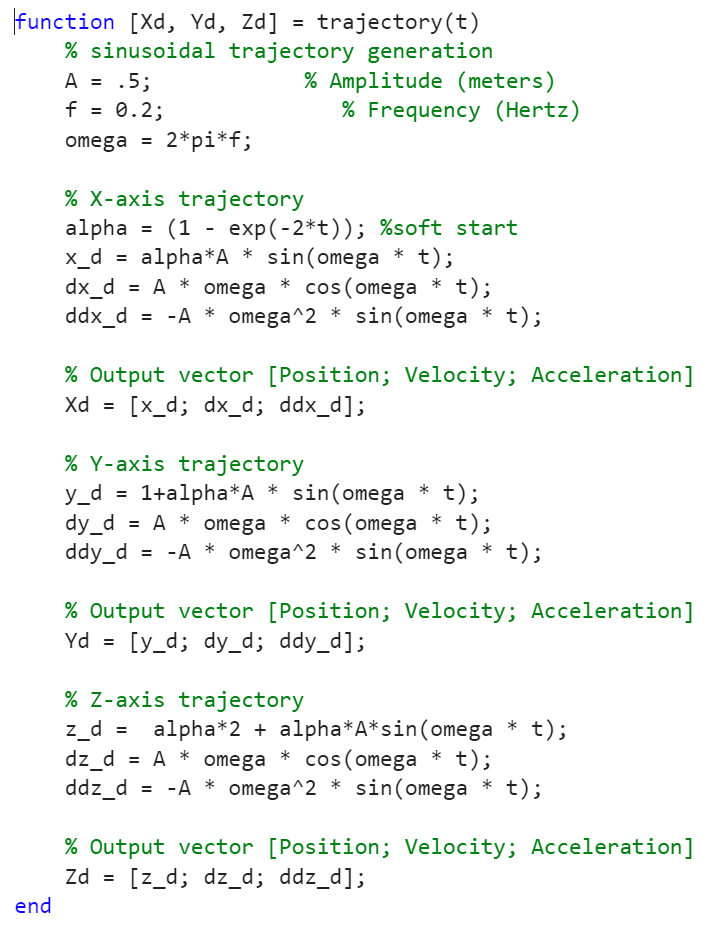 function [Xd, Yd, Zd] = trajectory(t)
    % sinusoidal trajectory generation
    A = .5;            % Amplitude (meters)
    f = 0.2;              % Frequency (Hertz)
    omega = 2*pi*f;

    % X-axis trajectory
    alpha = (1 - exp(-2*t)); %soft start
    x_d = alpha*A * sin(omega * t);
    dx_d = A * omega * cos(omega * t);
    ddx_d = -A * omega^2 * sin(omega * t);

    % Output vector [Position; Velocity; Acceleration]
    Xd = [x_d; dx_d; ddx_d];

    % Y-axis trajectory
    y_d = 1+alpha*A * sin(omega * t);
    dy_d = A * omega * cos(omega * t);
    ddy_d = -A * omega^2 * sin(omega * t);

    % Output vector [Position; Velocity; Acceleration]
    Yd = [y_d; dy_d; ddy_d];

    % Z-axis trajectory
    z_d =  alpha*2 + alpha*A*sin(omega * t);
    dz_d = A * omega * cos(omega * t);
    ddz_d = -A * omega^2 * sin(omega * t);

    % Output vector [Position; Velocity; Acceleration]
    Zd = [z_d; dz_d; ddz_d];
end